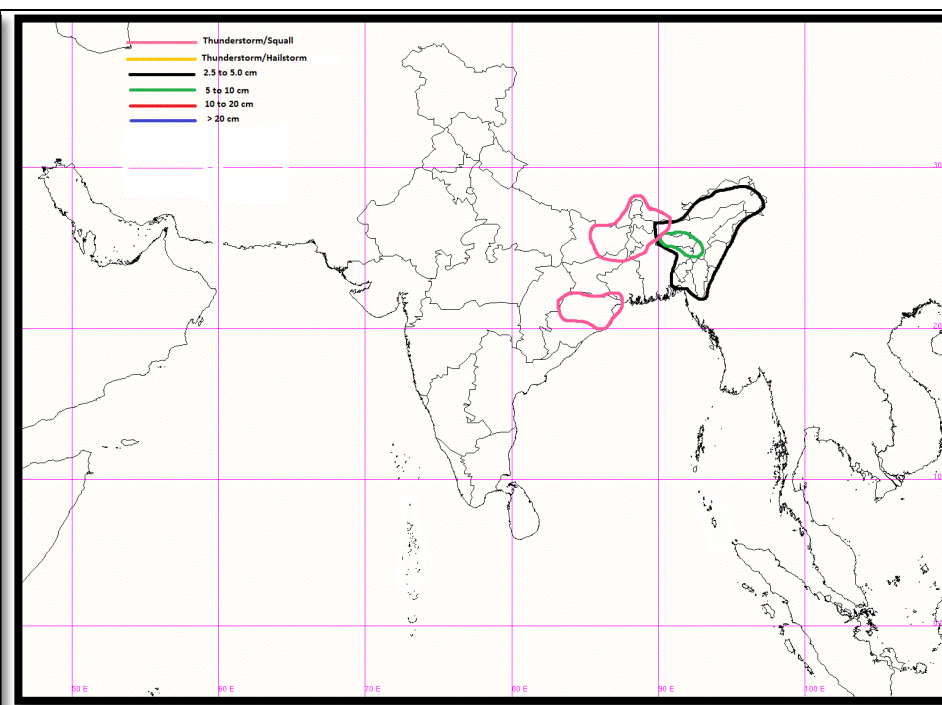 Thunderstorm/Squall
Thunderstorm/Hailstorm
2.5 to 5.0 cm
5 to 10 cm
10 to 20 cm
> 20 cm
30
20
10
50 E
60 E
70 E
80 E
90 E
100 E